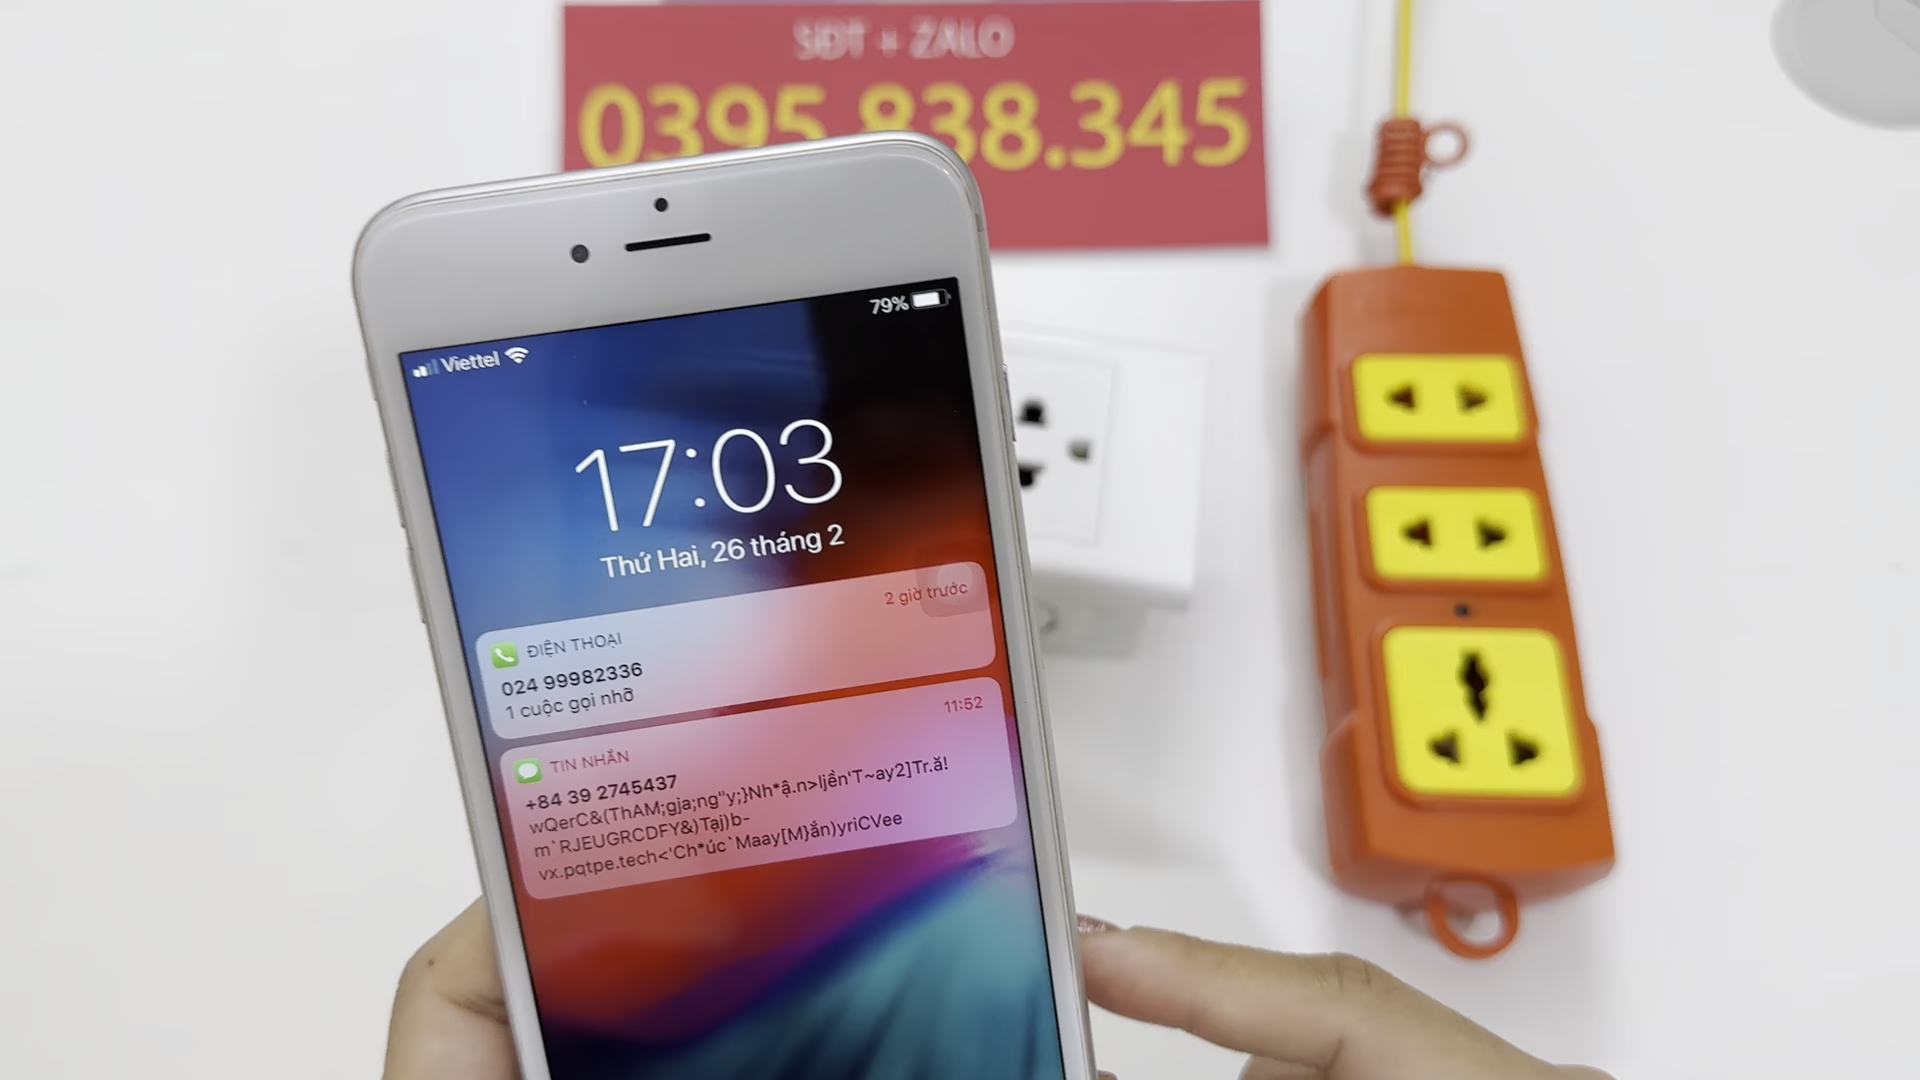 SĐT + ZALO
0395.838.345
79%
Viettel
17:03
Thứ Hai, 26 tháng 2
2 giờ trước
ĐIỆN THOẠI
024 99982336
1 cuộc gọi nhỡ
11:52
TIN NHẮN
+84 39 2745437
wQerC&(ThAM;gja;ng"y;}Nh*ậ.n>ljền'T~ay2]Tr.ă!
m`RJEUGRCDFY&)Tạj)b-
vx.pqtpe.tech<'Ch*úc`Maay[M}ắn)yriCVee